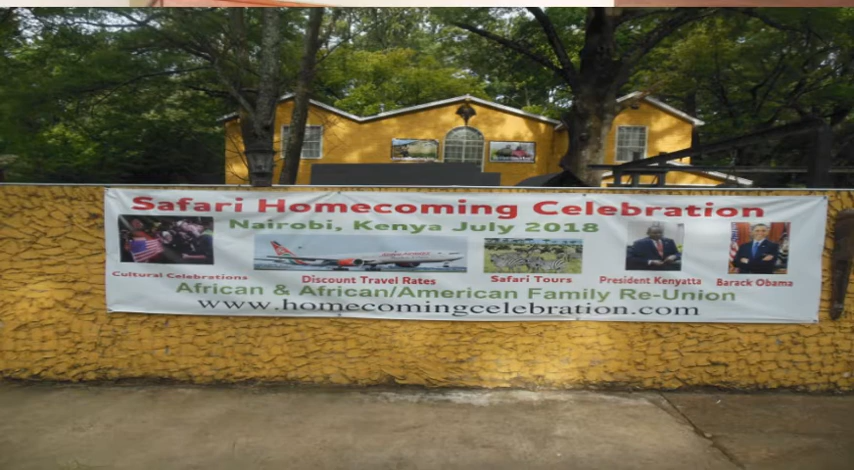 Safari Homecoming Celebration
Nairobi, Kenya July 2018
Cultural Celebrations
Discount Travel Rates
Safari Tours
President Kenyatta
Barack Obama
African & African/American Family Re-Union
www.homecomingcelebration.com